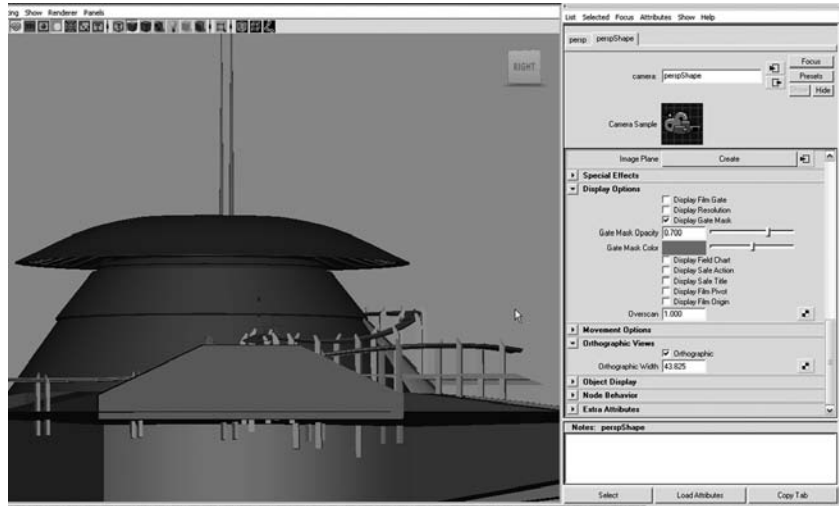 ng Show Renderer Panels
RIGHT
List Selected Focus Attributes Show Help
persp perspShape
camera: perspShape
Focus
Presets
Show Hide
Camera Sample
Image Plane Create
Special Effects
Display Options
Display Film Gate
Display Resolution
Display Gate Mask
Gate Mask Opacity 0.700
Gate Mask Color
Display Field Chart
Display Safe Action
Display Safe Title
Display Film Pivot
Display Film Origin
Overscan 1.000
Movement Options
Orthographic Views
Orthographic
Orthographic Width 43.825
Object Display
Node Behavior
Extra Attributes
Notes: perspShape
Select Load Attributes Copy Tab